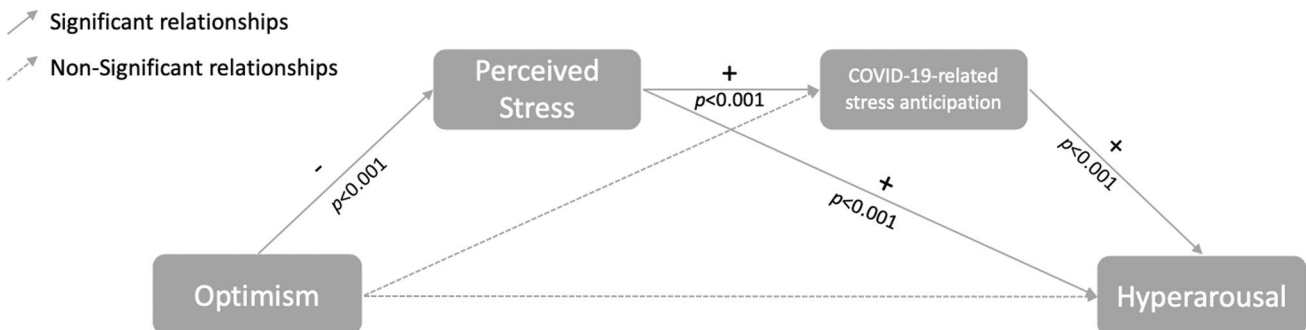 Significant relationships
Non-Significant relationships
Perceived
Stress
+
p<0.001
COVID-19-related
stress anticipation
-
p<0.001
+
p<0.001
+
p<0.001
Optimism
Hyperarousal